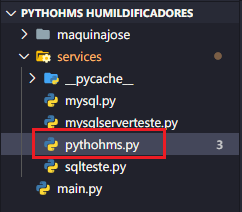 PYTHOHMS HUMILDIFICADORES
maquinajose
services
__pycache__
mysql.py
mysqlserverteste.py
pythohms.py 3
sqlteste.py
main.py